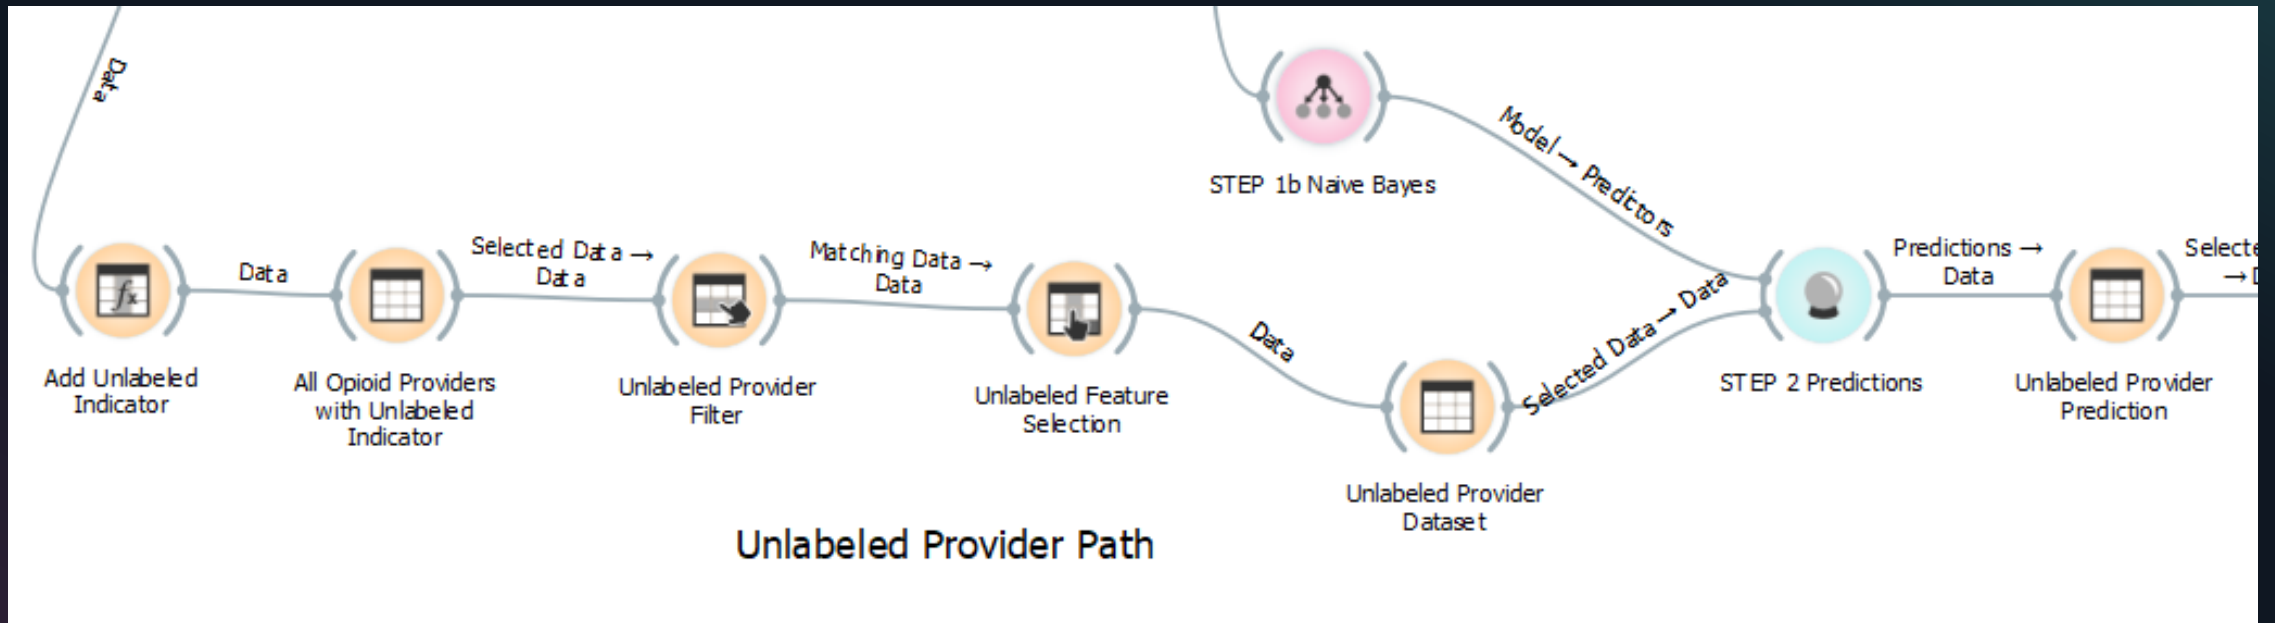 Data
STEP 1b Naive Bayes
Model → Predictors
Data
Selected Data →
Data
Matching Data →
Data
Data
Selected Data → Data
Predictions →
Data
Selecte
→ D
Add Unlabeled
Indicator
All Opioid Providers
with Unlabeled
Indicator
Unlabeled Provider
Filter
Unlabeled Feature
Selection
Unlabeled Provider
Dataset
STEP 2 Predictions
Unlabeled Provider
Prediction
Unlabeled Provider Path